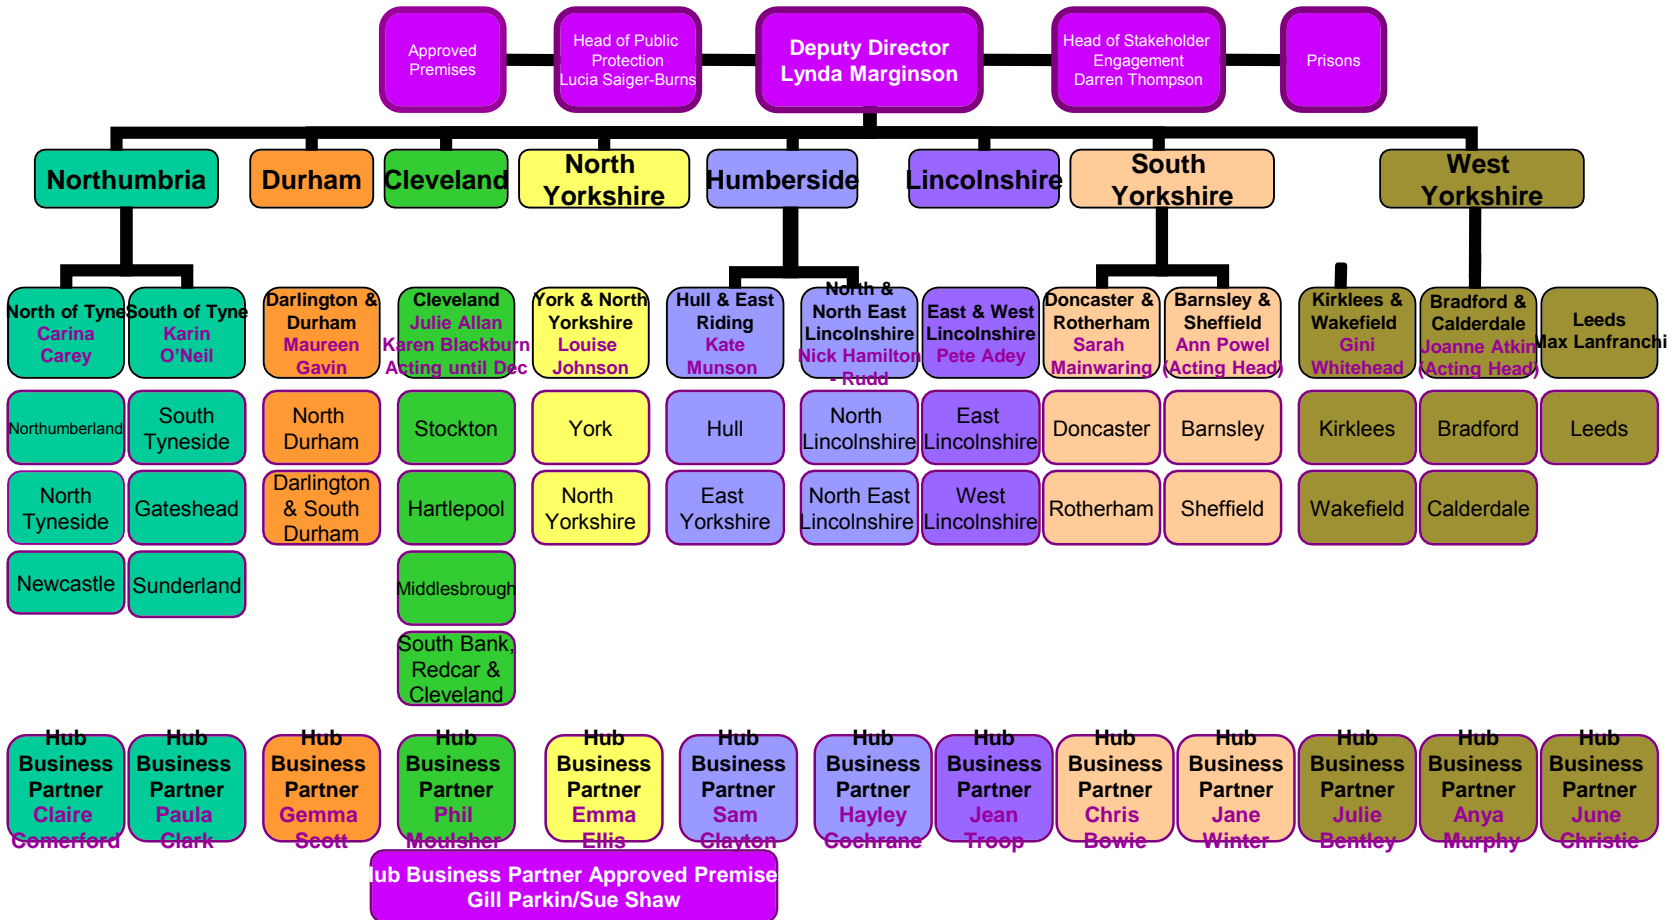 Approved
Premises
Head of Public
Protection
Lucia Saiger-Burns
Deputy Director
Lynda Marginson
Head of Stakeholder
Engagement
Darren Thompson
Prisons
Northumbria
Durham
Cleveland
North
Yorkshire
Humberside
Lincolnshire
South
Yorkshire
West
Yorkshire
North of Tyne
Carina
Carey
South of Tyne
Karin
O’Neil
Darlington &
Durham
Maureen
Gavin
Cleveland
Julie Allan
Karen Blackburn
Acting until Dec
York & North
Yorkshire
Louise
Johnson
Hull & East
Riding
Kate
Munson
North &
North East
Lincolnshire
Nick Hamilton
- Rudd
East & West
Lincolnshire
Pete Adey
Doncaster &
Rotherham
Sarah
Mainwaring
Barnsley &
Sheffield
Ann Powel
(Acting Head)
Kirklees &
Wakefield
Gini
Whitehead
Bradford &
Calderdale
Joanne Atkin
(Acting Head)
Leeds
Max Lanfranchi
Northumberland
South
Tyneside
North
Durham
Stockton
York
Hull
North
Lincolnshire
East
Lincolnshire
Doncaster
Barnsley
Kirklees
Bradford
Leeds
North
Tyneside
Gateshead
Darlington
& South
Durham
Hartlepool
North
Yorkshire
East
Yorkshire
North East
Lincolnshire
West
Lincolnshire
Rotherham
Sheffield
Wakefield
Calderdale
Newcastle
Sunderland
Middlesbrough
South Bank,
Redcar &
Cleveland
Hub
Business
Partner
Claire
Comerford
Hub
Business
Partner
Paula
Clark
Hub
Business
Partner
Gemma
Scott
Hub
Business
Partner
Phil
Moulsher
Hub
Business
Partner
Emma
Ellis
Hub
Business
Partner
Sam
Clayton
Hub
Business
Partner
Hayley
Cochrane
Hub
Business
Partner
Jean
Troop
Hub
Business
Partner
Chris
Bowie
Hub
Business
Partner
Jane
Winter
Hub
Business
Partner
Julie
Bentley
Hub
Business
Partner
Anya
Murphy
Hub
Business
Partner
June
Christie
ub Business Partner Approved Premise
Gill Parkin/Sue Shaw